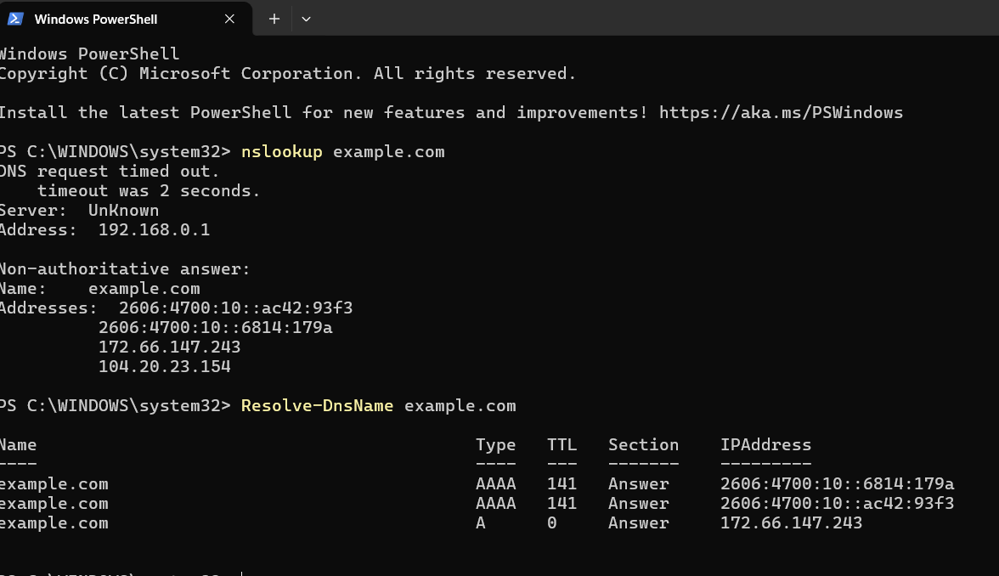 Windows PowerShell
Windows PowerShell
Copyright (C) Microsoft Corporation. All rights reserved.
Install the latest PowerShell for new features and improvements! https://aka.ms/PSWindows
PS C:\WINDOWS\system32> nslookup example.com
DNS request timed out.
    timeout was 2 seconds.
Server:  UnKnown
Address:  192.168.0.1
Non-authoritative answer:
Name:    example.com
Addresses:  2606:4700:10::ac42:93f3
          2606:4700:10::6814:179a
          172.66.147.243
          104.20.23.154
PS C:\WINDOWS\system32> Resolve-DnsName example.com
Name                                           Type   TTL   Section    IPAddress
----                                           ----   ---   -------    ---------
example.com                                    AAAA   141   Answer     2606:4700:10::6814:179a
example.com                                    AAAA   141   Answer     2606:4700:10::ac42:93f3
example.com                                    A      0     Answer     172.66.147.243